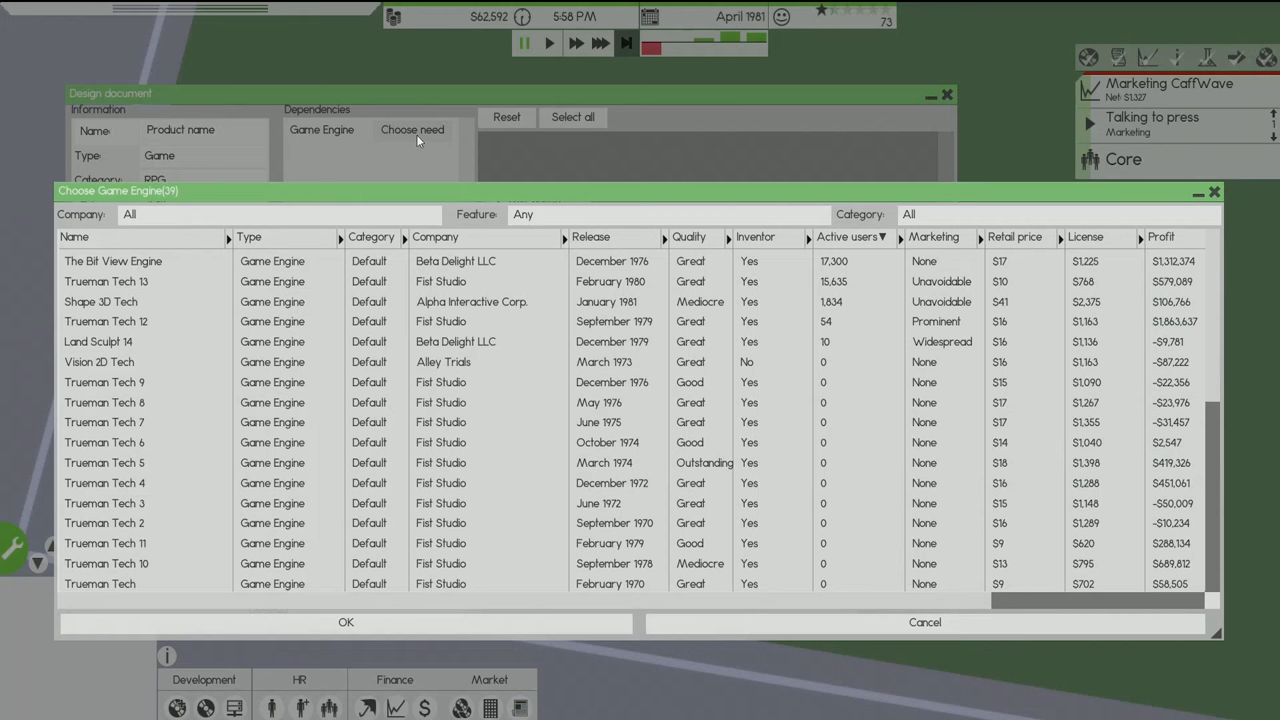 $62,592 5:58 PM April 1981 73
Marketing CaffWave
Net: $1,327
Talking to press
Marketing
Core
Design document
Information Dependencies Reset Select all
Name: Product name Game Engine Choose need
Type: Game
Category: RPG
Choose Game Engine(39)
Company: All Feature: Any Category: All
Name Type Category Company Release Quality Inventor Active users▼ Marketing Retail price License Profit
The Bit View Engine Game Engine Default Beta Delight LLC December 1976 Great Yes 17,300 None $17 $1,225 $1,312,374
Trueman Tech 13 Game Engine Default Fist Studio February 1980 Great Yes 15,635 Unavoidable $10 $768 $579,089
Shape 3D Tech Game Engine Default Alpha Interactive Corp. January 1981 Mediocre Yes 1,834 Unavoidable $41 $2,375 $106,766
Trueman Tech 12 Game Engine Default Fist Studio September 1979 Great Yes 54 Prominent $16 $1,163 $1,863,637
Land Sculpt 14 Game Engine Default Beta Delight LLC December 1979 Great Yes 10 Widespread $16 $1,136 -$9,781
Vision 2D Tech Game Engine Default Alley Trials March 1973 Great No 0 None $16 $1,163 -$87,222
Trueman Tech 9 Game Engine Default Fist Studio December 1976 Good Yes 0 None $15 $1,090 -$22,356
Trueman Tech 8 Game Engine Default Fist Studio May 1976 Great Yes 0 None $17 $1,267 -$23,976
Trueman Tech 7 Game Engine Default Fist Studio June 1975 Great Yes 0 None $17 $1,355 -$31,457
Trueman Tech 6 Game Engine Default Fist Studio October 1974 Good Yes 0 None $14 $1,040 $2,547
Trueman Tech 5 Game Engine Default Fist Studio March 1974 Outstanding Yes 0 None $18 $1,398 $419,326
Trueman Tech 4 Game Engine Default Fist Studio December 1972 Great Yes 0 None $16 $1,288 $451,061
Trueman Tech 3 Game Engine Default Fist Studio June 1972 Great Yes 0 None $15 $1,148 -$50,009
Trueman Tech 2 Game Engine Default Fist Studio September 1970 Great Yes 0 None $16 $1,289 -$10,234
Trueman Tech 11 Game Engine Default Fist Studio February 1979 Good Yes 0 None $9 $620 $288,134
Trueman Tech 10 Game Engine Default Fist Studio September 1978 Mediocre Yes 0 None $13 $795 $689,812
Trueman Tech Game Engine Default Fist Studio February 1970 Great Yes 0 None $9 $702 $58,505
OK Cancel
Development HR Finance Market